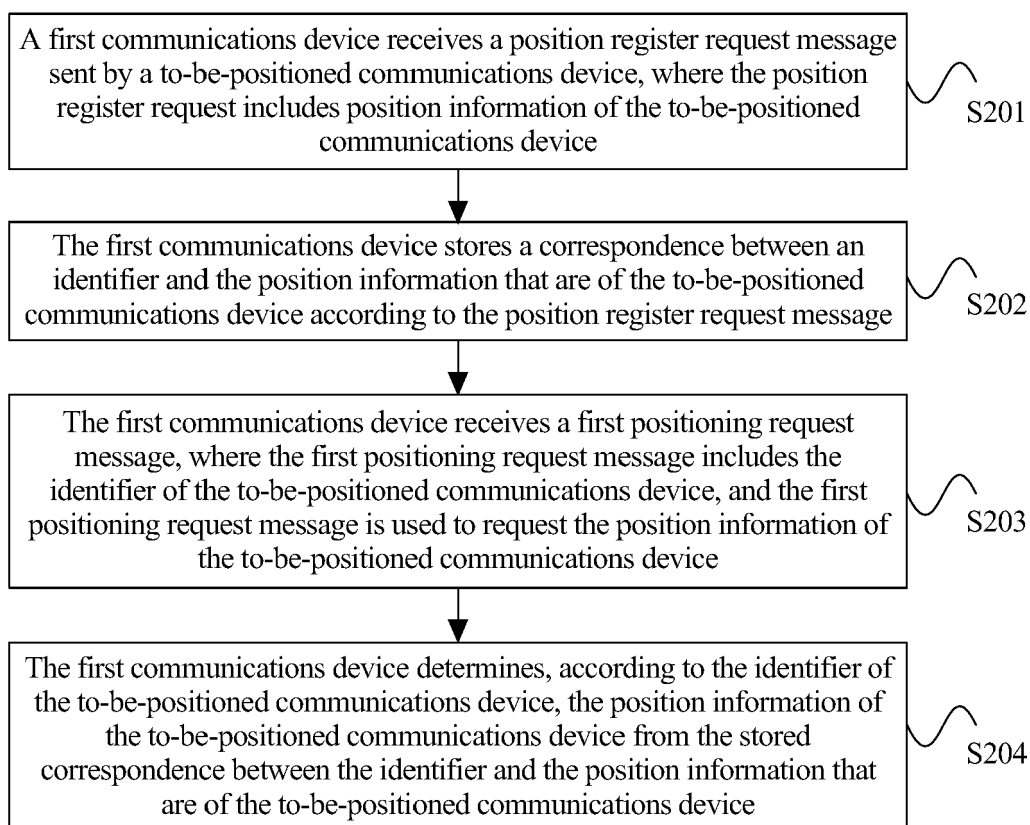 A first communications device receives a position register request message
sent by a to-be-positioned communications device, where the position
register request includes position information of the to-be-positioned
communications device
S201
The first communications device stores a correspondence between an
identifier and the position information that are of the to-be-positioned
communications device according to the position register request message
S202
The first communications device receives a first positioning request
message, where the first positioning request message includes the
identifier of the to-be-positioned communications device, and the first
positioning request message is used to request the position information of
the to-be-positioned communications device
S203
The first communications device determines, according to the identifier of
the to-be-positioned communications device, the position information of
the to-be-positioned communications device from the stored
correspondence between the identifier and the position information that
are of the to-be-positioned communications device
S204